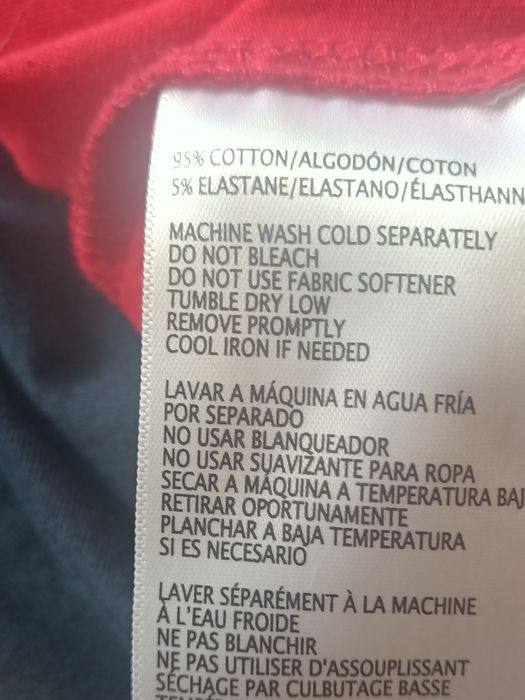 95% COTTON/ALGODÓN/COTON
5% ELASTANE/ELASTANO/ÉLASTHANN
MACHINE WASH COLD SEPARATELY
DO NOT BLEACH
DO NOT USE FABRIC SOFTENER
TUMBLE DRY LOW
REMOVE PROMPTLY
COOL IRON IF NEEDED
LAVAR A MÁQUINA EN AGUA FRÍA
POR SEPARADO
NO USAR BLANQUEADOR
NO USAR SUAVIZANTE PARA ROPA
SECAR A MÁQUINA A TEMPERATURA BAJ
RETIRAR OPORTUNAMENTE
PLANCHAR A BAJA TEMPERATURA
SI ES NECESARIO
LAVER SÉPARÉMENT À LA MACHINE
À L'EAU FROIDE
NE PAS BLANCHIR
NE PAS UTILISER D'ASSOUPLISSANT
SÉCHAGE PAR CULBUTAGE BASSE